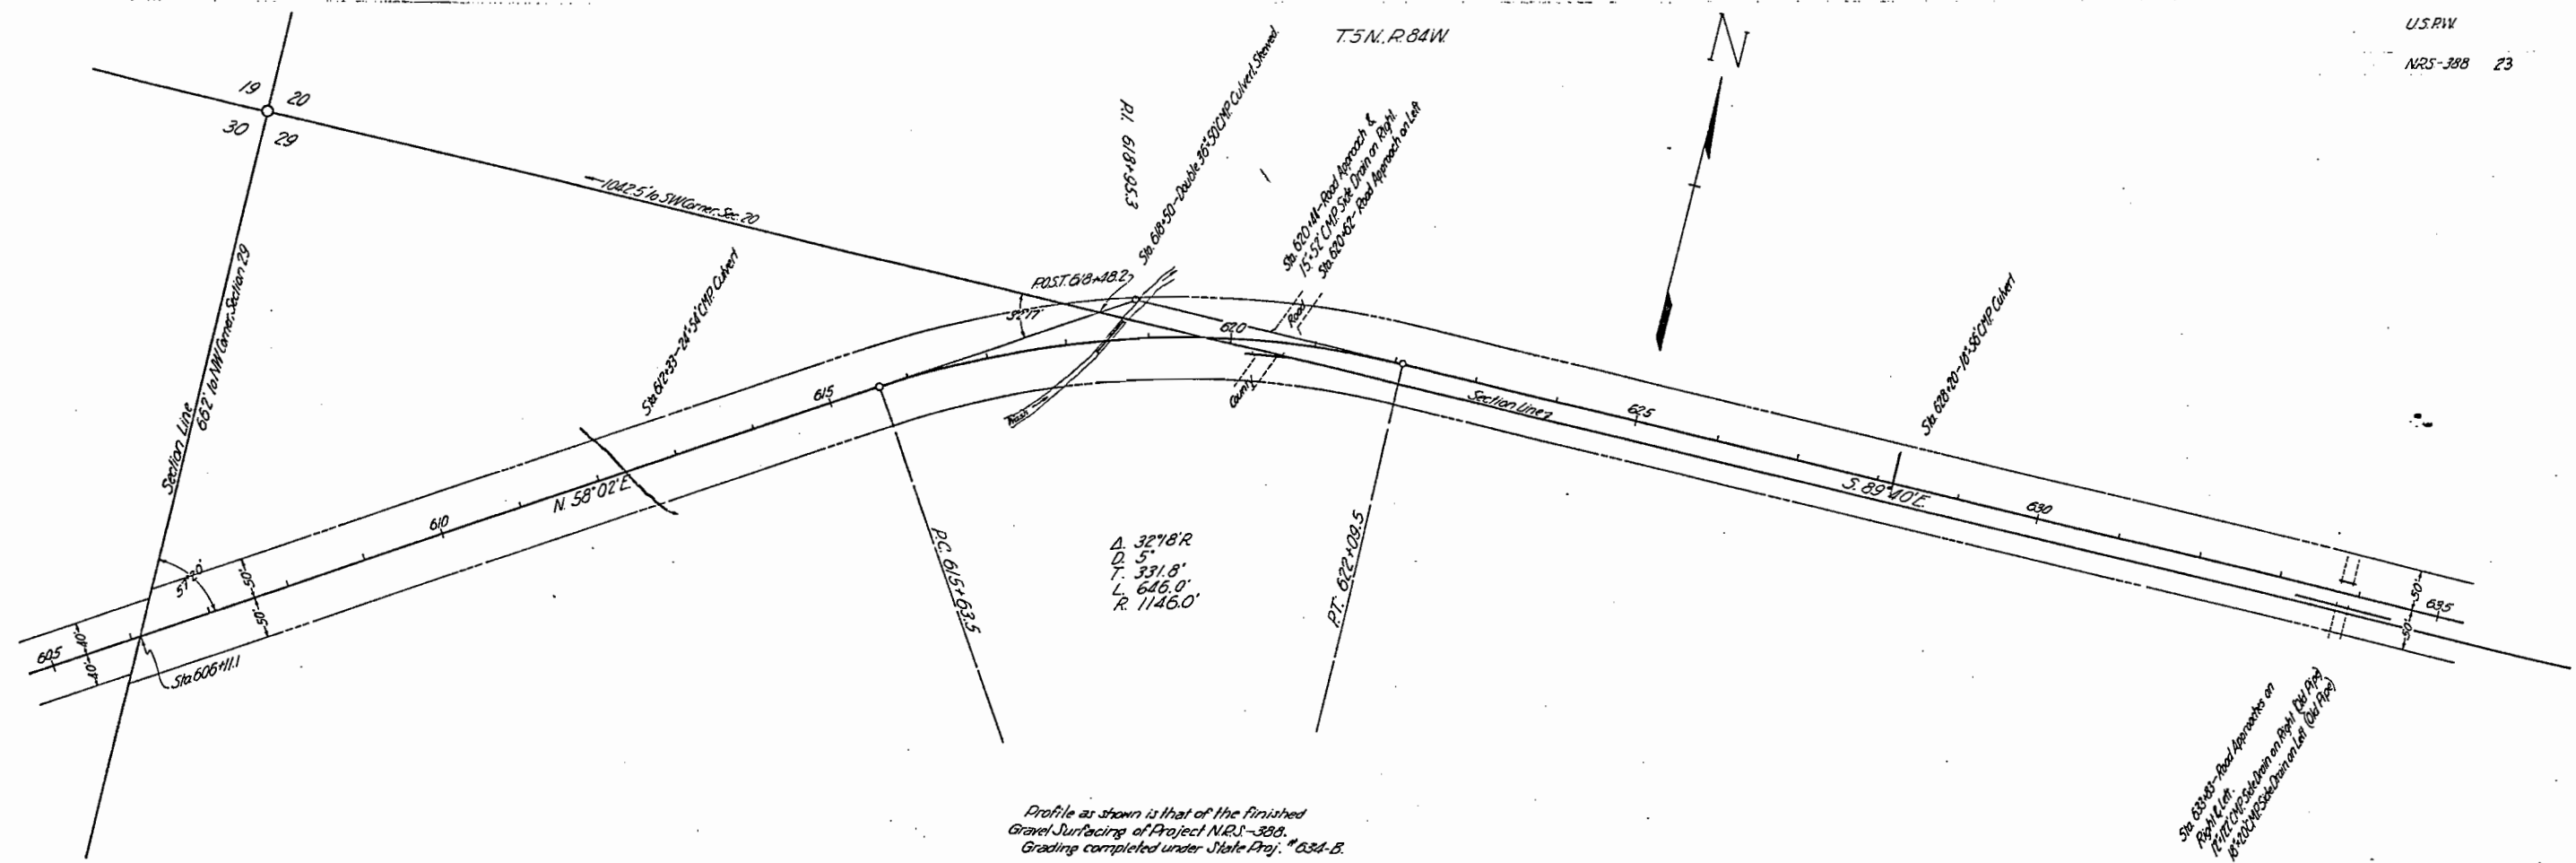 T.5N.,R.84W.
N
U.S.P.W.
NRS-388 23
19 20
30 29
1042.5' to SW Corner, Sec. 20
P.I. 618+95.3
Sta. 618+50-Double 36"x50' CMP. Culvert, Skewed.
Sta. 620+44-Road Approach &
15"x52' C.M.P. Side Drain on Right.
Sta. 620+62-Road Approach on Left
Section Line
662' to NW Corner, Section 29
Sta. 612+33-24"x54' CMP. Culvert
P.O.S.T. 618+48.2
32°17'
Road
620
Sta. 628+20-18"x56' CMP. Culvert
615
Wash
County
Section Line
625
N. 58°02'E.
S. 89°40'E.
610
630
P.C. 615+63.5
Δ. 32°18'R
D. 5°
T. 331.8'
L. 646.0'
R. 1146.0'
P.T. 622+09.5
57°20'
50'
50'
605
40'
40'
Sta. 606+11.1
50'
50'
635
Sta. 633+83-Road Approaches on
Right & Left.
CMP. Side Drain on Right (Old Pipe)
18"x20' CMP. Side Drain on Left (Old Pipe)
Profile as shown is that of the finished
Gravel Surfacing of Project N.R.S.-388.
Grading completed under State Proj. #634-B.